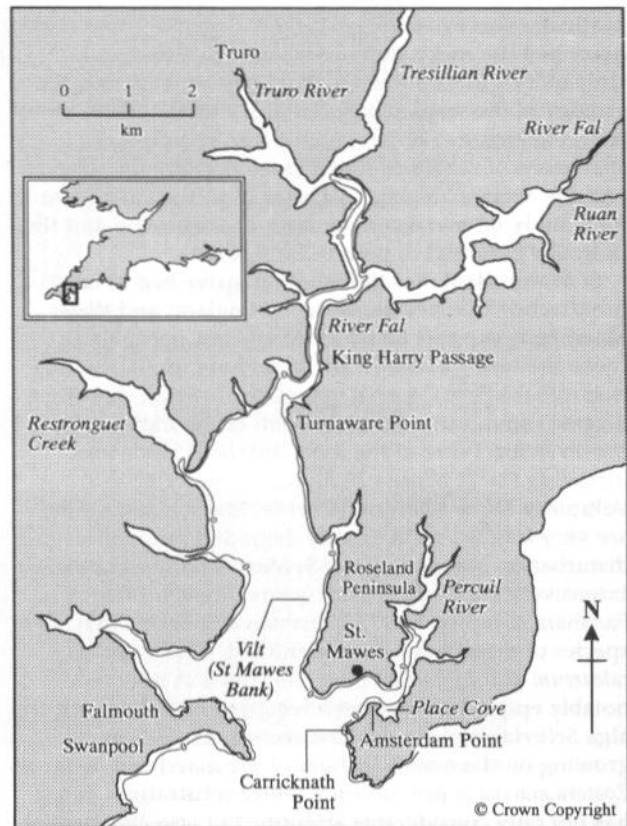 Truro
Tresillian River
Truro River
0 1 2
km
River Fal
Ruan
River
River Fal
King Harry Passage
Restronguet
Creek
Turnaware Point
Roseland
Peninsula
Percuil
River
N
Vilt
(St Mawes
Bank)
St.
Mawes
Falmouth
Place Cove
Swanpool
Amsterdam Point
Carricknath
Point
© Crown Copyright